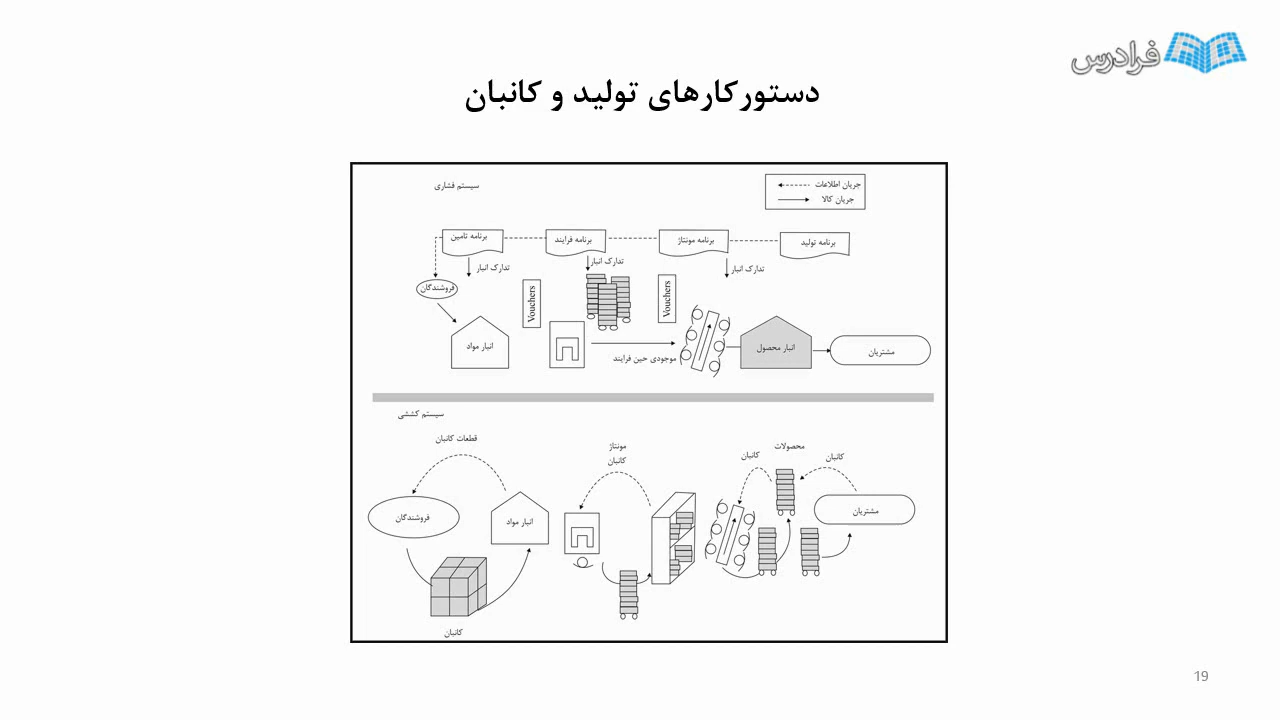 فرادرس
دستورکارهای تولید و کانبان
جریان اطلاعات
جریان کالا
سیستم فشاری
برنامه تولید
برنامه مونتاژ
برنامه فرایند
برنامه تامین
تدارک انبار
تدارک انبار
تدارک انبار
فروشندگان
Vouchers
Vouchers
انبار مواد
موجودی حین فرایند
انبار محصول
مشتریان
سیستم کششی
محصولات
کانبان
کانبان
مونتاژ
کانبان
قطعات کانبان
مشتریان
انبار مواد
فروشندگان
کانبان
19